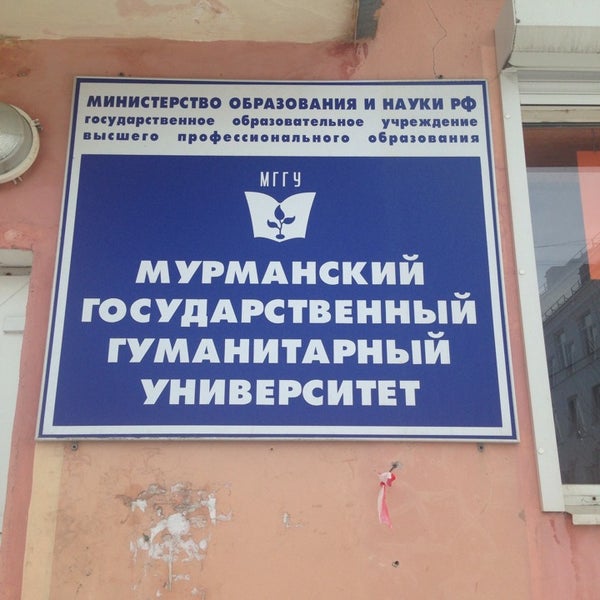 МИНИСТЕРСТВО ОБРАЗОВАНИЯ И НАУКИ РФ
государственное образовательное учреждение
высшего профессионального образования
МГГУ
МУРМАНСКИЙ
ГОСУДАРСТВЕННЫЙ
ГУМАНИТАРНЫЙ
УНИВЕРСИТЕТ